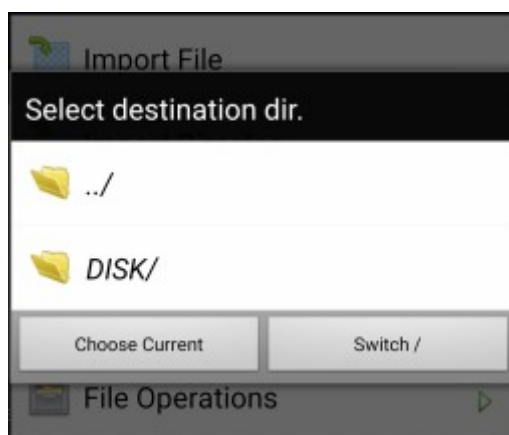 Import File
Select destination dir.
../
DISK/
Choose Current
Switch /
File Operations